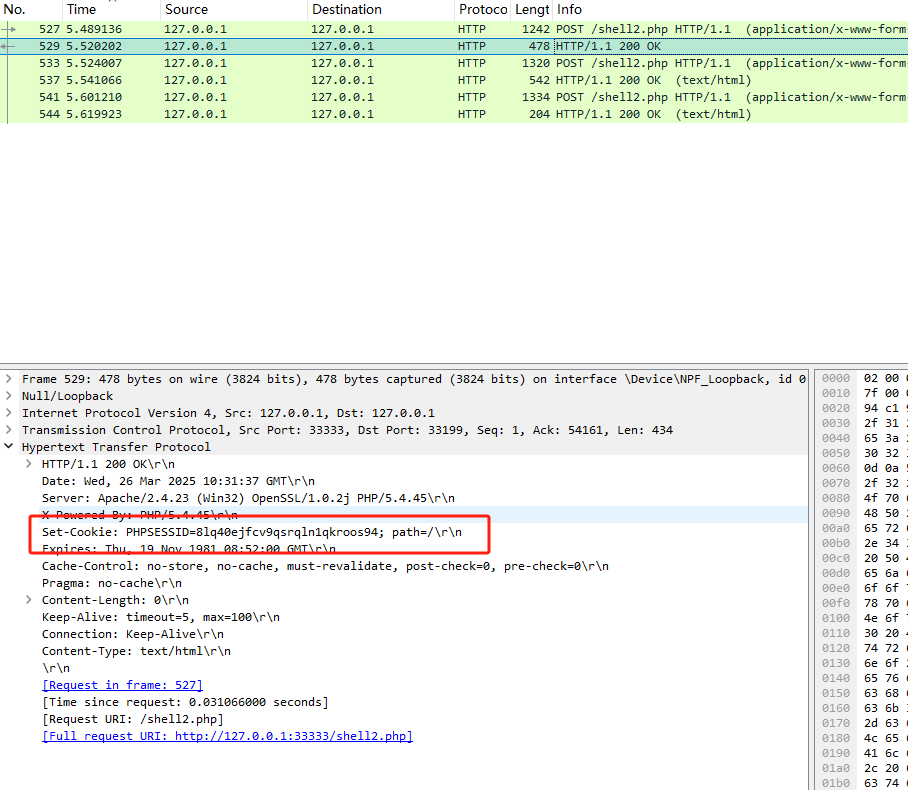 No. Time Source Destination Protoco Lengt Info
527 5.489136 127.0.0.1 127.0.0.1 HTTP 1242 POST /shell2.php HTTP/1.1 (application/x-www-form
529 5.520202 127.0.0.1 127.0.0.1 HTTP 478 HTTP/1.1 200 OK
533 5.524007 127.0.0.1 127.0.0.1 HTTP 1320 POST /shell2.php HTTP/1.1 (application/x-www-form
537 5.541066 127.0.0.1 127.0.0.1 HTTP 542 HTTP/1.1 200 OK (text/html)
541 5.601210 127.0.0.1 127.0.0.1 HTTP 1334 POST /shell2.php HTTP/1.1 (application/x-www-form
544 5.619923 127.0.0.1 127.0.0.1 HTTP 204 HTTP/1.1 200 OK (text/html)
Frame 529: 478 bytes on wire (3824 bits), 478 bytes captured (3824 bits) on interface \Device\NPF_Loopback, id 0
Null/Loopback
Internet Protocol Version 4, Src: 127.0.0.1, Dst: 127.0.0.1
Transmission Control Protocol, Src Port: 33333, Dst Port: 33199, Seq: 1, Ack: 54161, Len: 434
Hypertext Transfer Protocol
HTTP/1.1 200 OK\r\n
Date: Wed, 26 Mar 2025 10:31:37 GMT\r\n
Server: Apache/2.4.23 (Win32) OpenSSL/1.0.2j PHP/5.4.45\r\n
X-Powered-By: PHP/5.4.45\r\n
Set-Cookie: PHPSESSID=8lq40ejfcv9qsrqln1qkroos94; path=/\r\n
Expires: Thu, 19 Nov 1981 08:52:00 GMT\r\n
Cache-Control: no-store, no-cache, must-revalidate, post-check=0, pre-check=0\r\n
Pragma: no-cache\r\n
Content-Length: 0\r\n
Keep-Alive: timeout=5, max=100\r\n
Connection: Keep-Alive\r\n
Content-Type: text/html\r\n
\r\n
[Request in frame: 527]
[Time since request: 0.031066000 seconds]
[Request URI: /shell2.php]
[Full request URI: http://127.0.0.1:33333/shell2.php]
0000 02 00
0010 7f 00
0020 94 c1
0030 2f 31
0040 65 3a
0050 30 32
0060 0d 0a
0070 2f 32
0080 4f 70
0090 48 50
00a0 65 72
00b0 2e 34
00c0 20 50
00d0 65 6a
00e0 6f 6f
00f0 78 70
0100 4e 6f
0110 30 20
0120 74 72
0130 6e 6f
0140 65 76
0150 63 68
0160 63 6b
0170 2d 63
0180 4c 65
0190 41 6c
01a0 2c 20
01b0 63 74